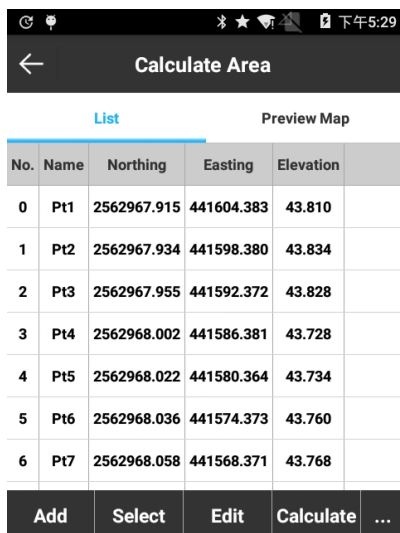 下午5:29
Calculate Area
List Preview Map
No. Name Northing Easting Elevation
0 Pt1 2562967.915 441604.383 43.810
1 Pt2 2562967.934 441598.380 43.834
2 Pt3 2562967.955 441592.372 43.828
3 Pt4 2562968.002 441586.381 43.728
4 Pt5 2562968.022 441580.364 43.734
5 Pt6 2562968.036 441574.373 43.760
6 Pt7 2562968.058 441568.371 43.768
Add Select Edit Calculate ...